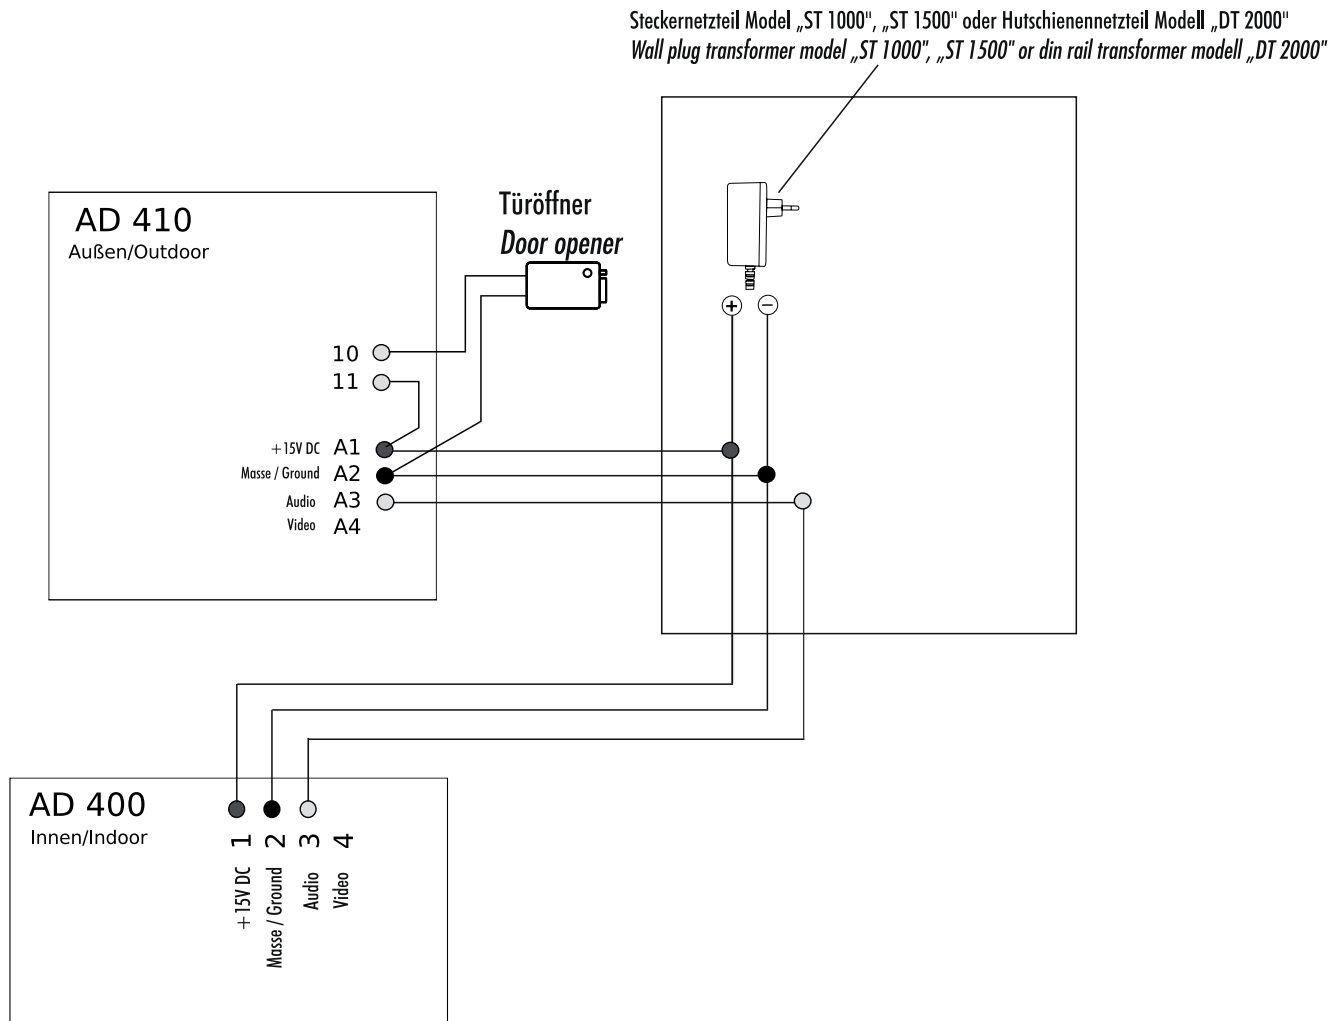 Steckernetzteil Model „ST 1000", „ST 1500" oder Hutschienennetzteil Modell „DT 2000"
Wall plug transformer model „ST 1000", „ST 1500" or din rail transformer modell „DT 2000"
AD 410
Außen/Outdoor
Türöffner
Door opener
+ −
10
11
+15V DC A1
Masse / Ground A2
Audio A3
Video A4
AD 400
Innen/Indoor
1 +15V DC
2 Masse / Ground
3 Audio
4 Video